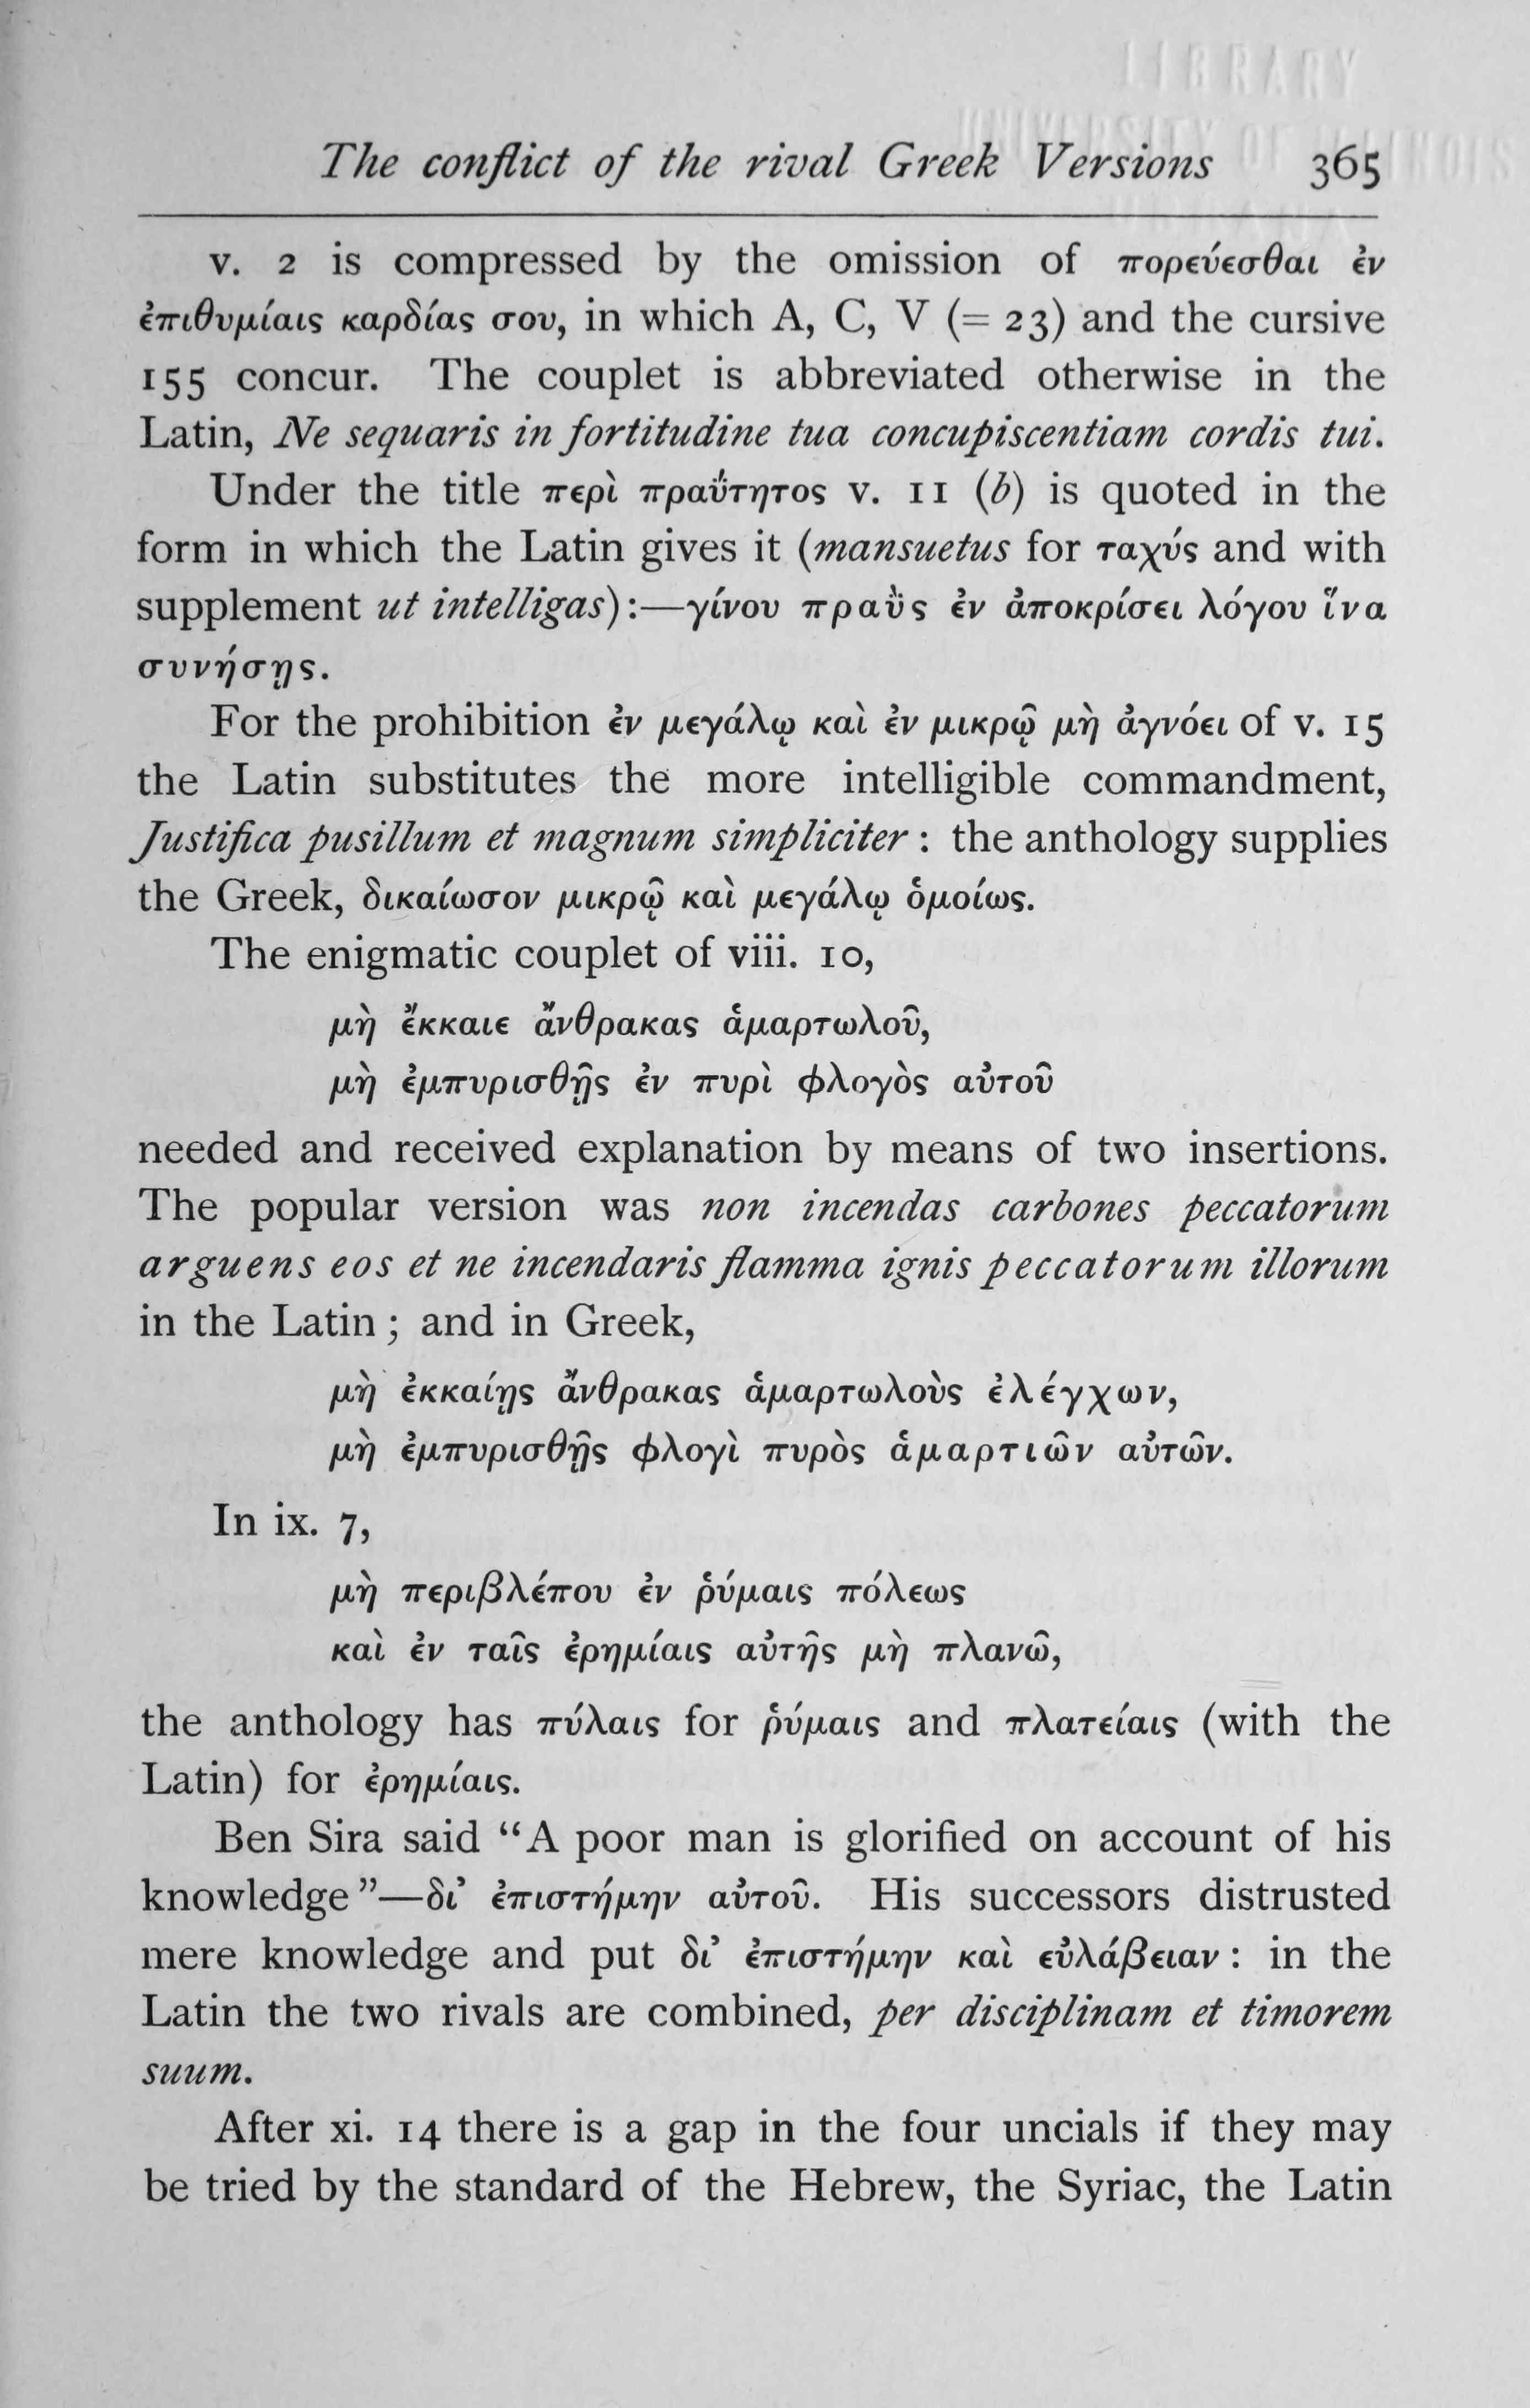 The conflict of the rival Greek Versions 365
v. 2 is compressed by the omission of πορεύεσθαι ἐν
ἐπιθυμίαις καρδίας σου, in which A, C, V (= 23) and the cursive
155 concur. The couplet is abbreviated otherwise in the
Latin, Ne sequaris in fortitudine tua concupiscentiam cordis tui.
Under the title περὶ πραΰτητος v. 11 (b) is quoted in the
form in which the Latin gives it (mansuetus for ταχύς and with
supplement ut intelligas):—γίνου πραῢς ἐν ἀποκρίσει λόγου ἵνα
συνήσῃς.
For the prohibition ἐν μεγάλῳ καὶ ἐν μικρῷ μὴ ἀγνόει of v. 15
the Latin substitutes the more intelligible commandment,
Justifica pusillum et magnum simpliciter: the anthology supplies
the Greek, δικαίωσον μικρῷ καὶ μεγάλῳ ὁμοίως.
The enigmatic couplet of viii. 10,
μὴ ἔκκαιε ἄνθρακας ἁμαρτωλοῦ,
μὴ ἐμπυρισθῇς ἐν πυρὶ φλογὸς αὐτοῦ
needed and received explanation by means of two insertions.
The popular version was non incendas carbones peccatorum
arguens eos et ne incendaris flamma ignis peccatorum illorum
in the Latin; and in Greek,
μὴ ἐκκαίῃς ἄνθρακας ἁμαρτωλοὺς ἐλέγχων,
μὴ ἐμπυρισθῇς φλογὶ πυρὸς ἁμαρτιῶν αὐτῶν.
In ix. 7,
μὴ περιβλέπου ἐν ῥύμαις πόλεως
καὶ ἐν ταῖς ἐρημίαις αὐτῆς μὴ πλανῶ,
the anthology has πύλαις for ῥύμαις and πλατείαις (with the
Latin) for ἐρημίαις.
Ben Sira said "A poor man is glorified on account of his
knowledge"—δι' ἐπιστήμην αὐτοῦ. His successors distrusted
mere knowledge and put δι' ἐπιστήμην καὶ εὐλάβειαν: in the
Latin the two rivals are combined, per disciplinam et timorem
suum.
After xi. 14 there is a gap in the four uncials if they may
be tried by the standard of the Hebrew, the Syriac, the Latin